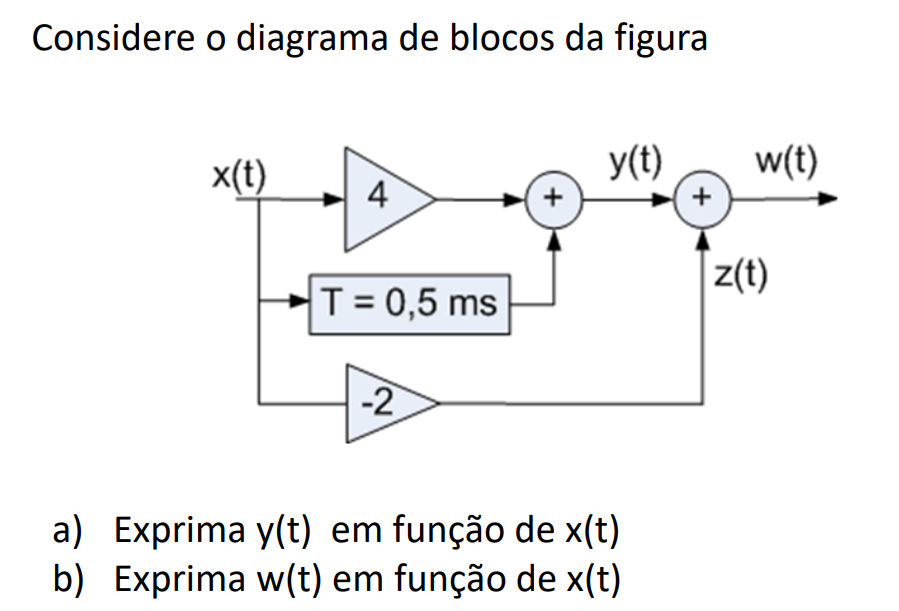 Considere o diagrama de blocos da figura
x(t)
4
+
y(t)
+
w(t)
z(t)
T = 0,5 ms
-2
a) Exprima y(t) em função de x(t)
b) Exprima w(t) em função de x(t)